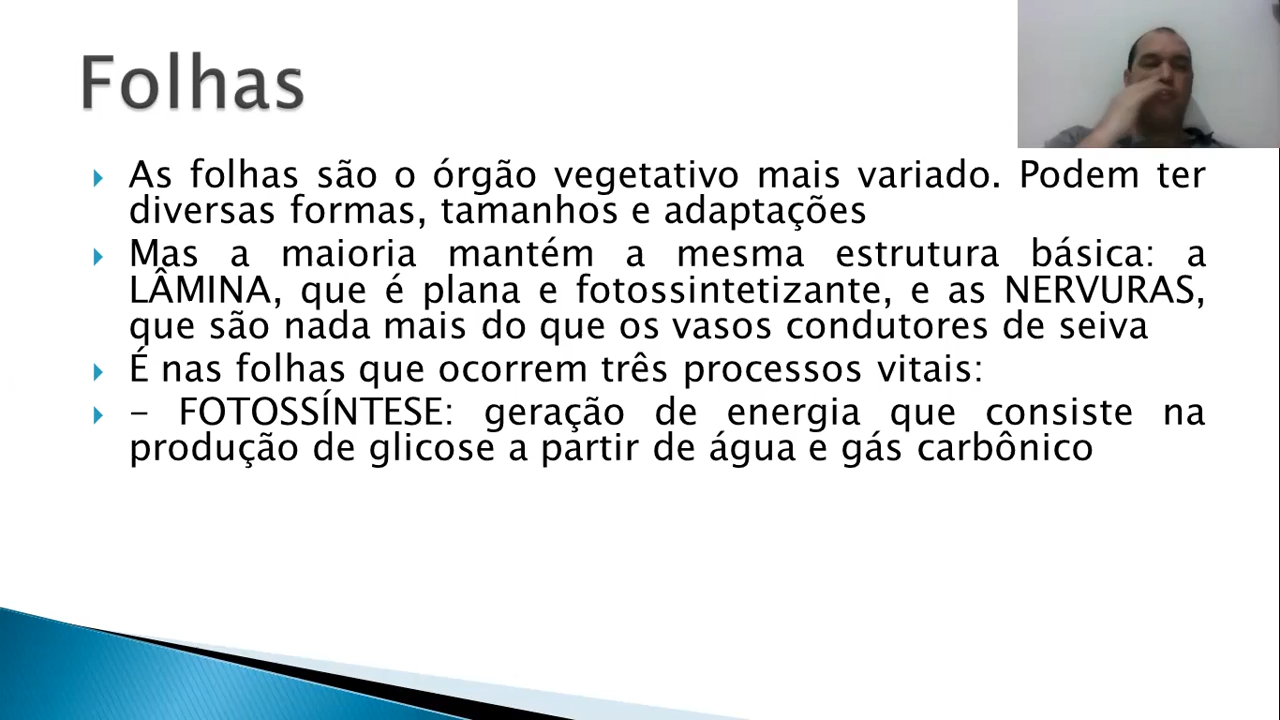 Folhas
As folhas são o órgão vegetativo mais variado. Podem ter
diversas formas, tamanhos e adaptações
Mas a maioria mantém a mesma estrutura básica: a
LÂMINA, que é plana e fotossintetizante, e as NERVURAS,
que são nada mais do que os vasos condutores de seiva
É nas folhas que ocorrem três processos vitais:
- FOTOSSÍNTESE: geração de energia que consiste na
produção de glicose a partir de água e gás carbônico